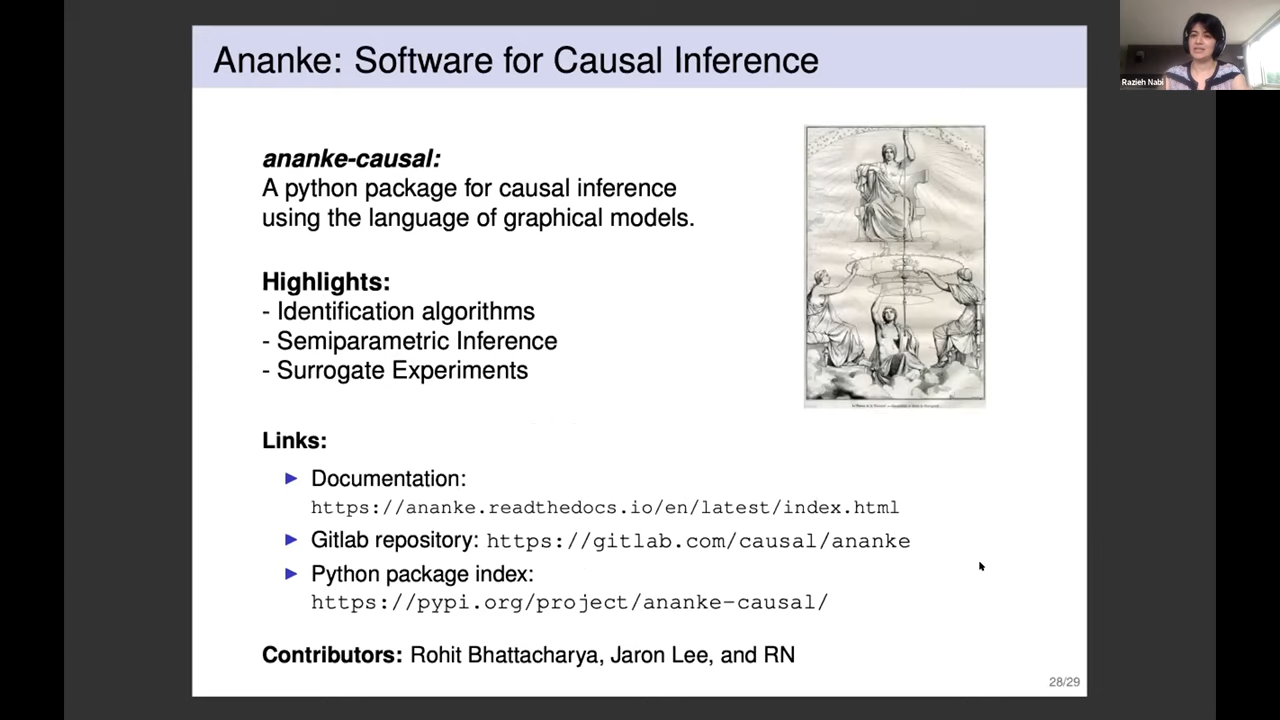 Ananke: Software for Causal Inference
Razieh Nabi
ananke-causal:
A python package for causal inference
using the language of graphical models.
Highlights:
- Identification algorithms
- Semiparametric Inference
- Surrogate Experiments
Links:
▶ Documentation:
https://ananke.readthedocs.io/en/latest/index.html
▶ Gitlab repository: https://gitlab.com/causal/ananke
▶ Python package index:
https://pypi.org/project/ananke-causal/
Contributors: Rohit Bhattacharya, Jaron Lee, and RN
28/29